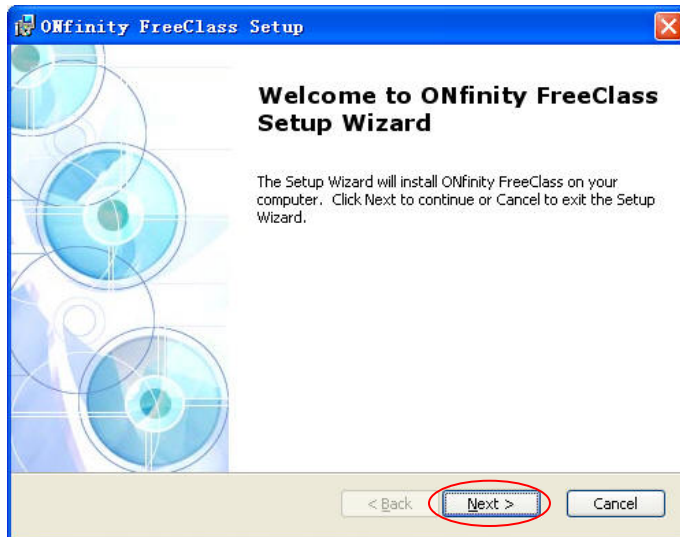 ONfinity FreeClass Setup
Welcome to ONfinity FreeClass
Setup Wizard
The Setup Wizard will install ONfinity FreeClass on your
computer. Click Next to continue or Cancel to exit the Setup
Wizard.
< Back Next > Cancel